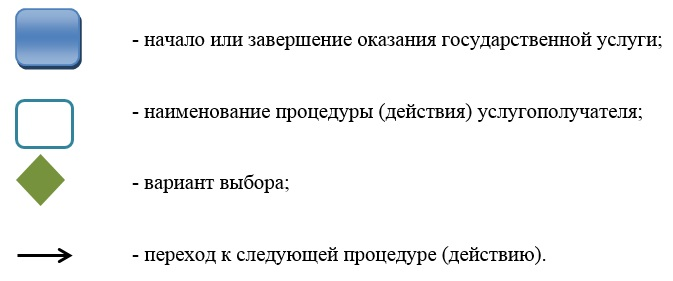 - начало или завершение оказания государственной услуги;
- наименование процедуры (действия) услугополучателя;
- вариант выбора;
- переход к следующей процедуре (действию).